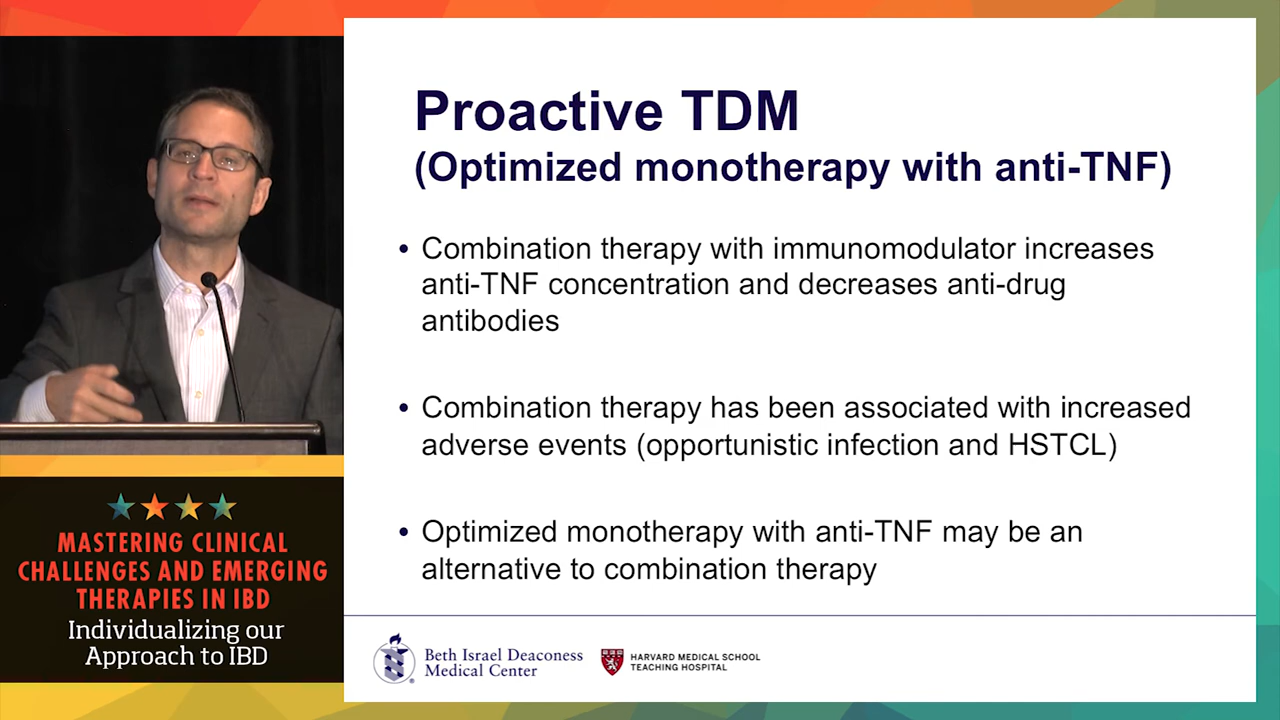 Proactive TDM
(Optimized monotherapy with anti-TNF)
• Combination therapy with immunomodulator increases
anti-TNF concentration and decreases anti-drug
antibodies
• Combination therapy has been associated with increased
adverse events (opportunistic infection and HSTCL)
• Optimized monotherapy with anti-TNF may be an
alternative to combination therapy
Beth Israel Deaconess
Medical Center
HARVARD MEDICAL SCHOOL
TEACHING HOSPITAL
MASTERING CLINICAL
CHALLENGES AND EMERGING
THERAPIES IN IBD
Individualizing our
Approach to IBD